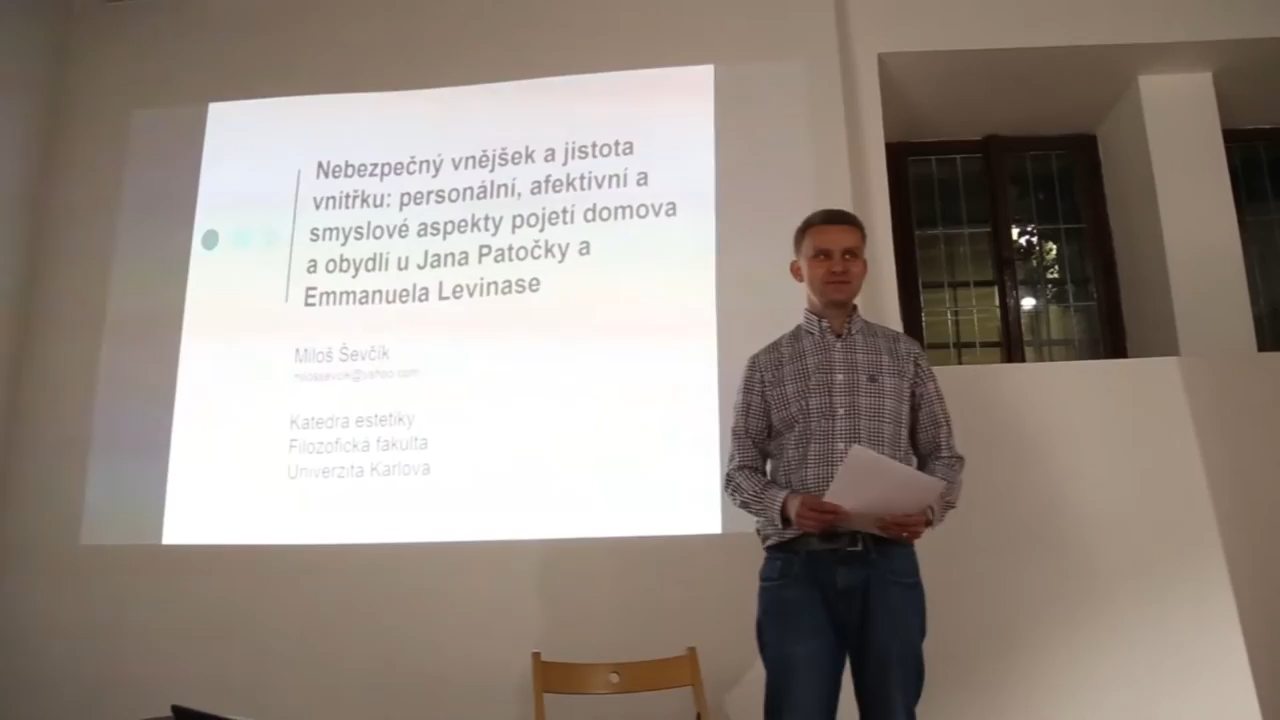 Nebezpečný vnějšek a jistota
vnitřku: personální, afektivní a
smyslové aspekty pojetí domova
a obydlí u Jana Patočky a
Emmanuela Levinase
Miloš Ševčík
Katedra estetiky
Filozofická fakulta
Univerzita Karlova